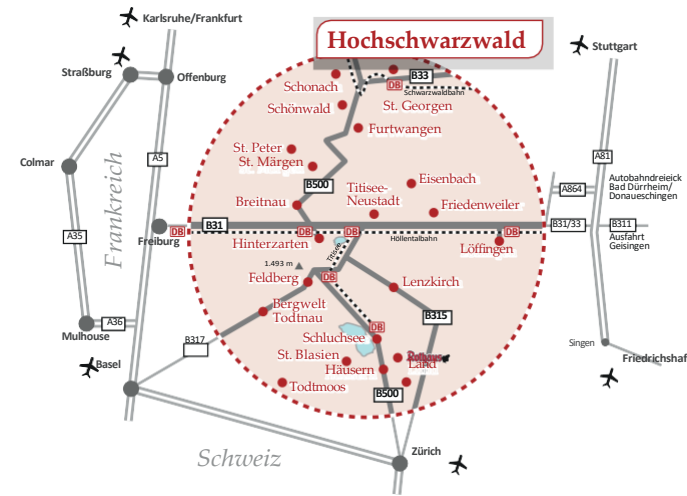 Karlsruhe/Frankfurt
Hochschwarzwald
Stuttgart
Straßburg
Offenburg
B33
DB
Schwarzwaldbahn
Schonach
Schönwald
St. Georgen
Furtwangen
A5
A81
Colmar
Frankreich
St. Peter
St. Märgen
B500
Eisenbach
Titisee-
Neustadt
A864
Autobahndreieick
Bad Dürrheim/
Donaueschingen
Breitnau
Friedenweiler
A35
Freiburg
DB
B31
DB
DB
DB
B31/33
B311
Ausfahrt
Geisingen
Hinterzarten
Titisee
Höllentalbahn
Löffingen
1.493 m
Feldberg
DB
Lenzkirch
Bergwelt
Todtnau
B315
A36
Mulhouse
B317
DB
Schluchsee
Singen
St. Blasien
Rothaus
Land
Friedrichshaf
Basel
Häusern
Todtmoos
B500
Schweiz
Zürich